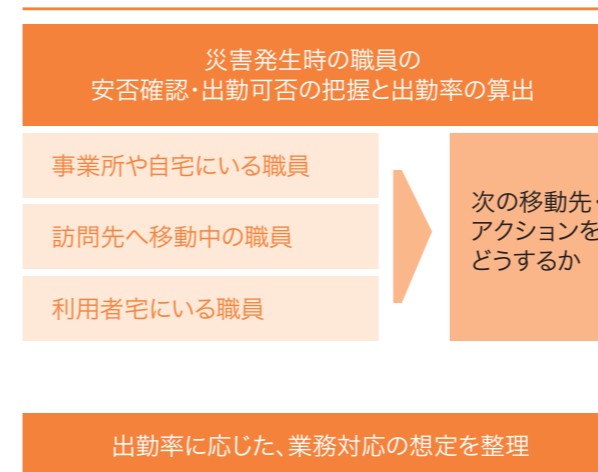 災害発生時の職員の
安否確認・出勤可否の把握と出勤率の算出
事業所や自宅にいる職員
訪問先へ移動中の職員
利用者宅にいる職員
次の移動先・
アクションを
どうするか
出勤率に応じた、業務対応の想定を整理